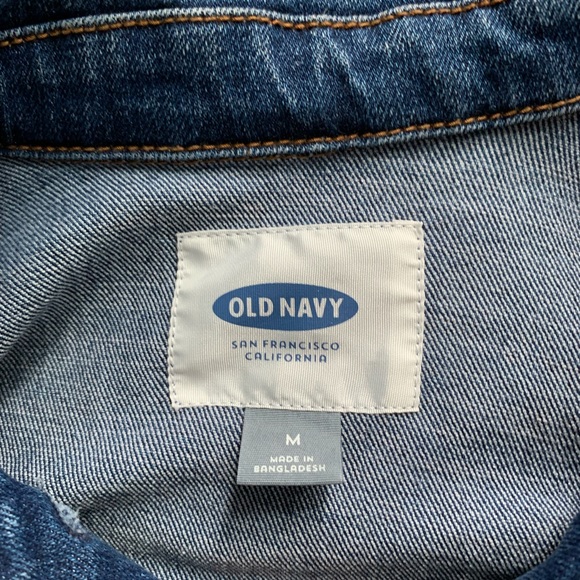 OLD NAVY
SAN FRANCISCO
CALIFORNIA
M
MADE IN
BANGLADESH